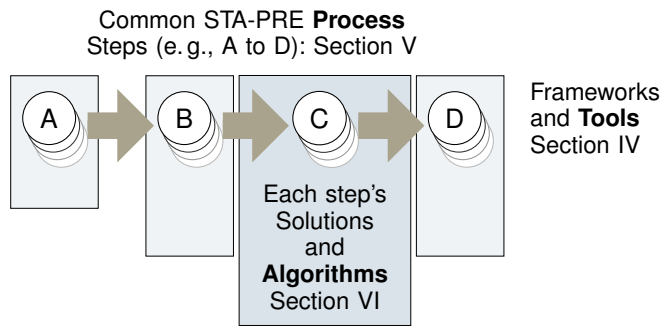 Common STA-PRE Process
Steps (e.g., A to D): Section V
A
B
C
D
Frameworks
and Tools
Section IV
Each step's
Solutions
and
Algorithms
Section VI